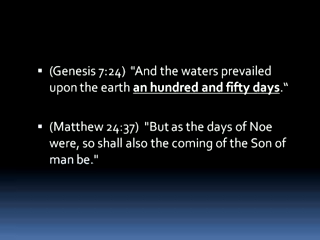 ▪ (Genesis 7:24) "And the waters prevailed
upon the earth an hundred and fifty days.“
▪ (Matthew 24:37) "But as the days of Noe
were, so shall also the coming of the Son of
man be."